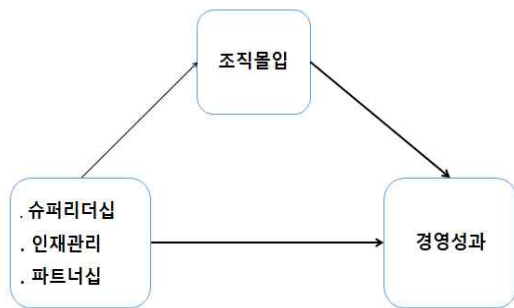 조직몰입
. 슈퍼리더십
. 인재관리
. 파트너십
경영성과